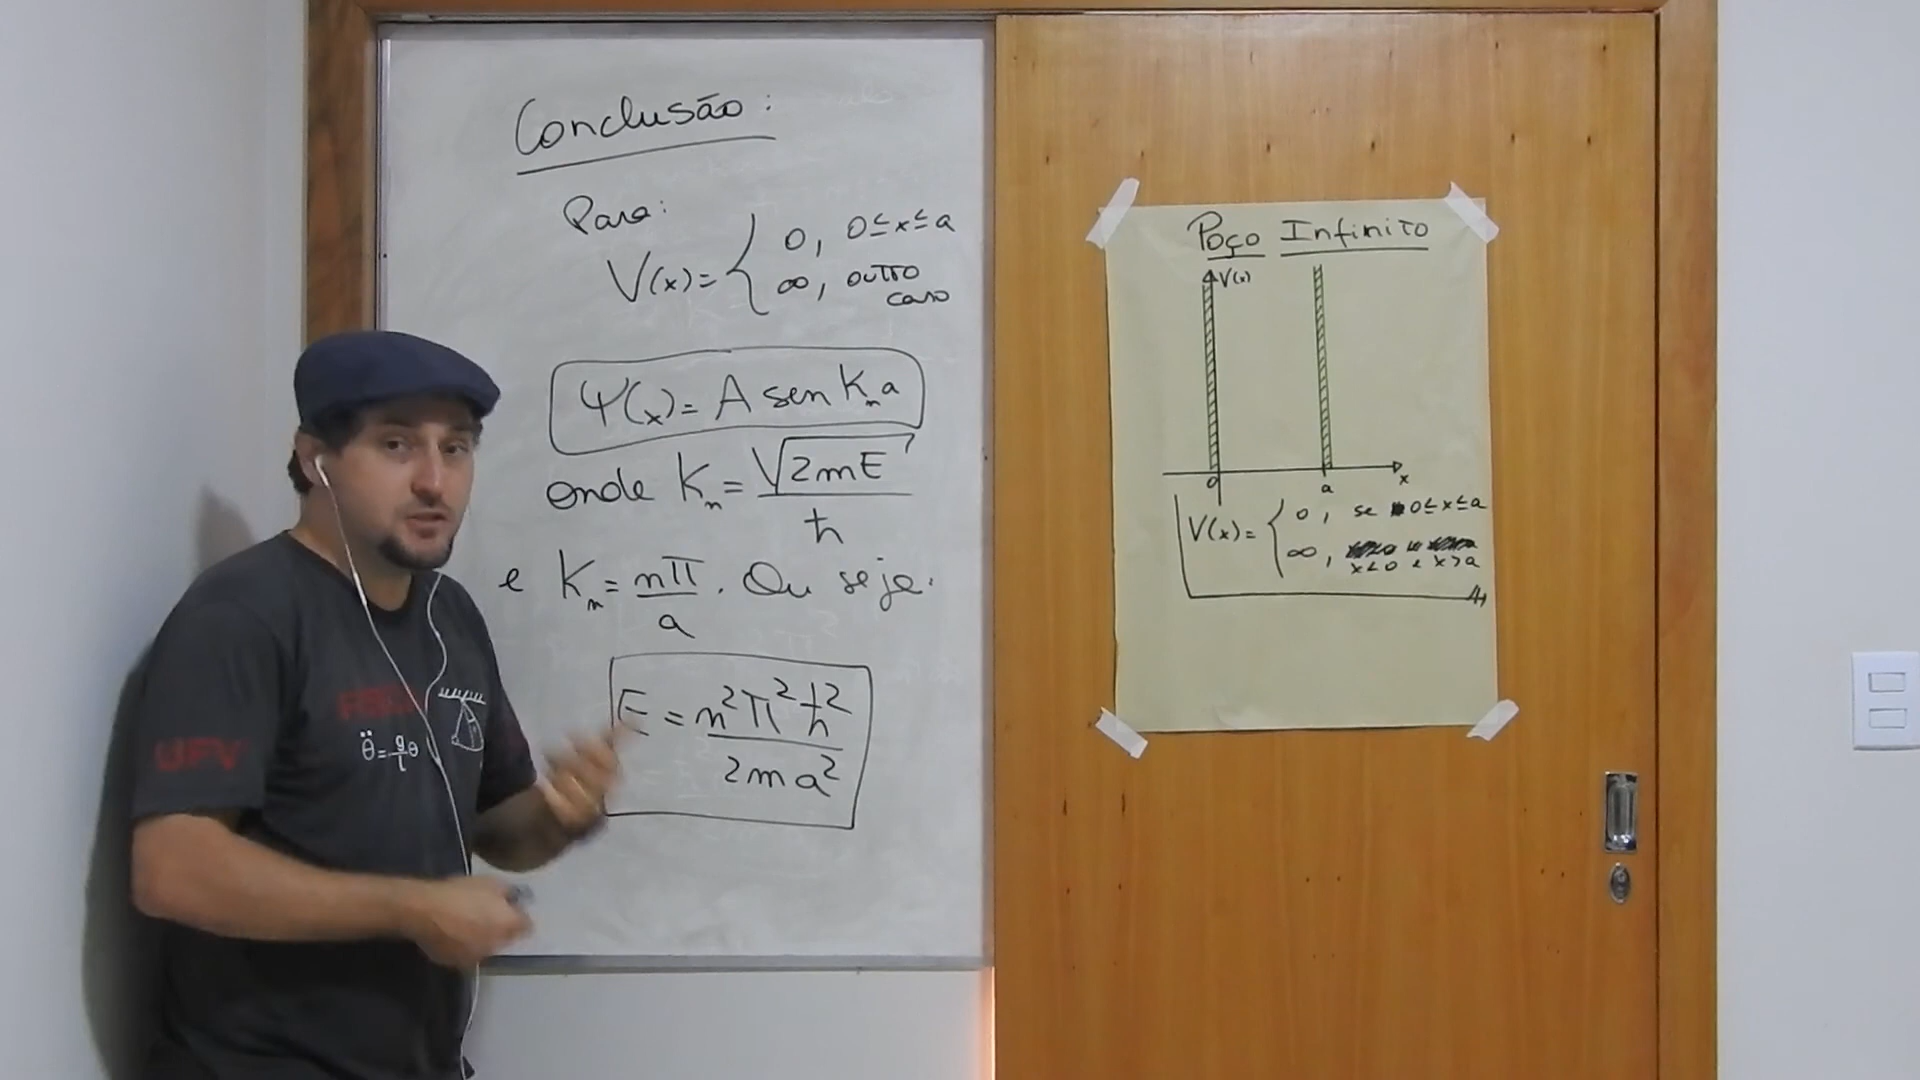 Conclusão:
Para:
V(x) = { 0, 0 ≤ x ≤ a
∞, outro
caso
Ψ(x) = A sen Kₙ a
onde Kₙ = √2mE / ħ
e Kₙ = nπ / a . Ou seja:
E = n²π²ħ² / 2ma²
Poço Infinito
V(x)
0 a x
V(x) = { 0, se 0 ≤ x ≤ a
∞, x<0 e x>a
UFV
θ̈ = g/l θ